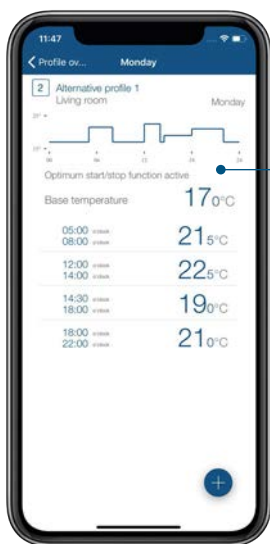 11:47
Profile ov... Monday
2 Alternative profile 1
Living room Monday
Optimum start/stop function active
Base temperature 17 0°C
05:00
08:00 21 5°C
12:00
14:00 22 5°C
14:30
18:00 19 0°C
18:00
22:00 21 0°C